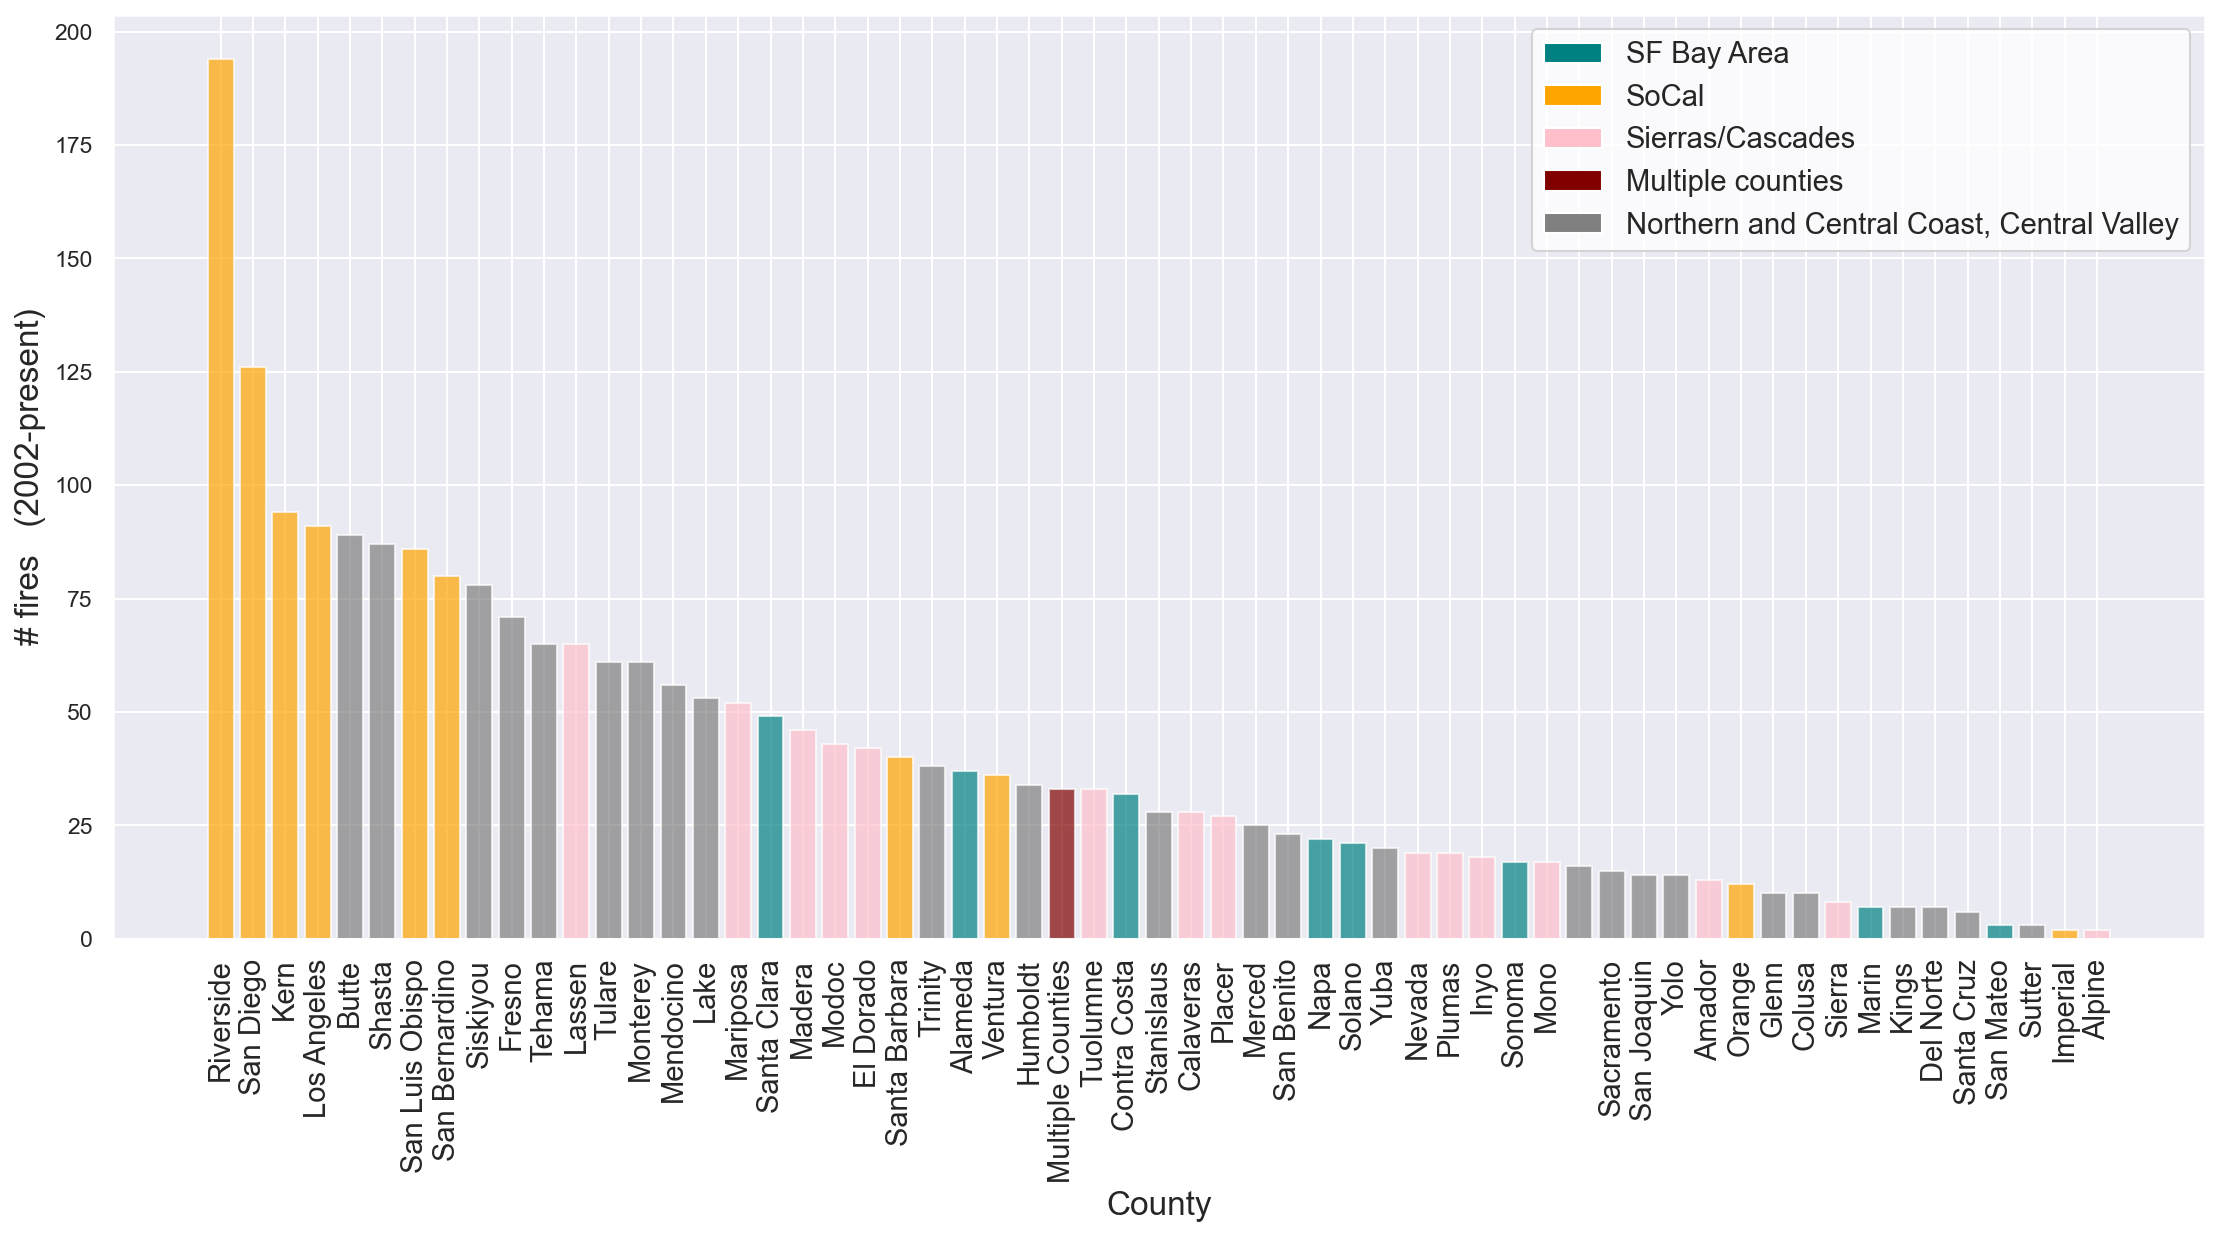 200
175
150
125
100
75
50
25
0
# fires (2002-present)
SF Bay Area
SoCal
Sierras/Cascades
Multiple counties
Northern and Central Coast, Central Valley
Riverside
San Diego
Kern
Los Angeles
Butte
Shasta
San Luis Obispo
San Bernardino
Siskiyou
Fresno
Tehama
Lassen
Tulare
Monterey
Mendocino
Lake
Mariposa
Santa Clara
Madera
Modoc
El Dorado
Santa Barbara
Trinity
Alameda
Ventura
Humboldt
Multiple Counties
Tuolumne
Contra Costa
Stanislaus
Calaveras
Placer
Merced
San Benito
Napa
Solano
Yuba
Nevada
Plumas
Inyo
Sonoma
Mono
Sacramento
San Joaquin
Yolo
Amador
Orange
Glenn
Colusa
Sierra
Marin
Kings
Del Norte
Santa Cruz
San Mateo
Sutter
Imperial
Alpine
County